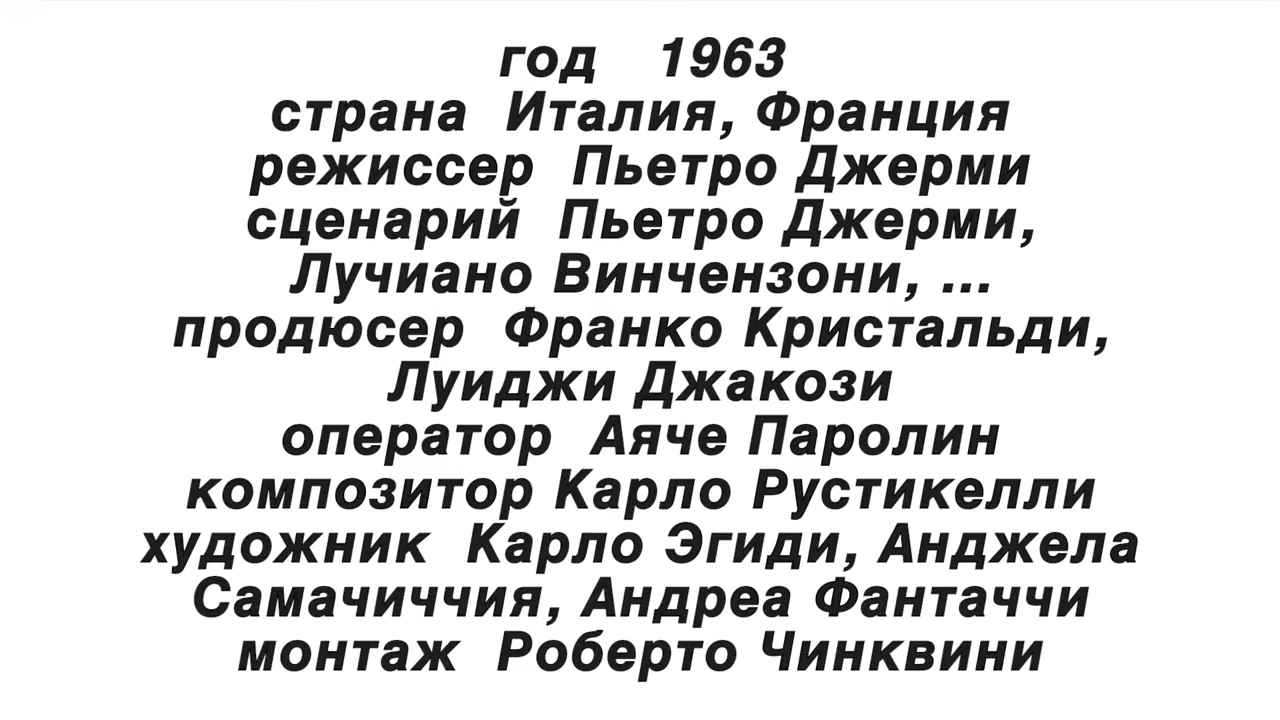 год 1963
страна Италия, Франция
режиссер Пьетро Джерми
сценарий Пьетро Джерми,
Лучиано Винчензони, ...
продюсер Франко Кристальди,
Луиджи Джакози
оператор Аяче Паролин
композитор Карло Рустикелли
художник Карло Эгиди, Анджела
Самачиччия, Андреа Фантаччи
монтаж Роберто Чинквини